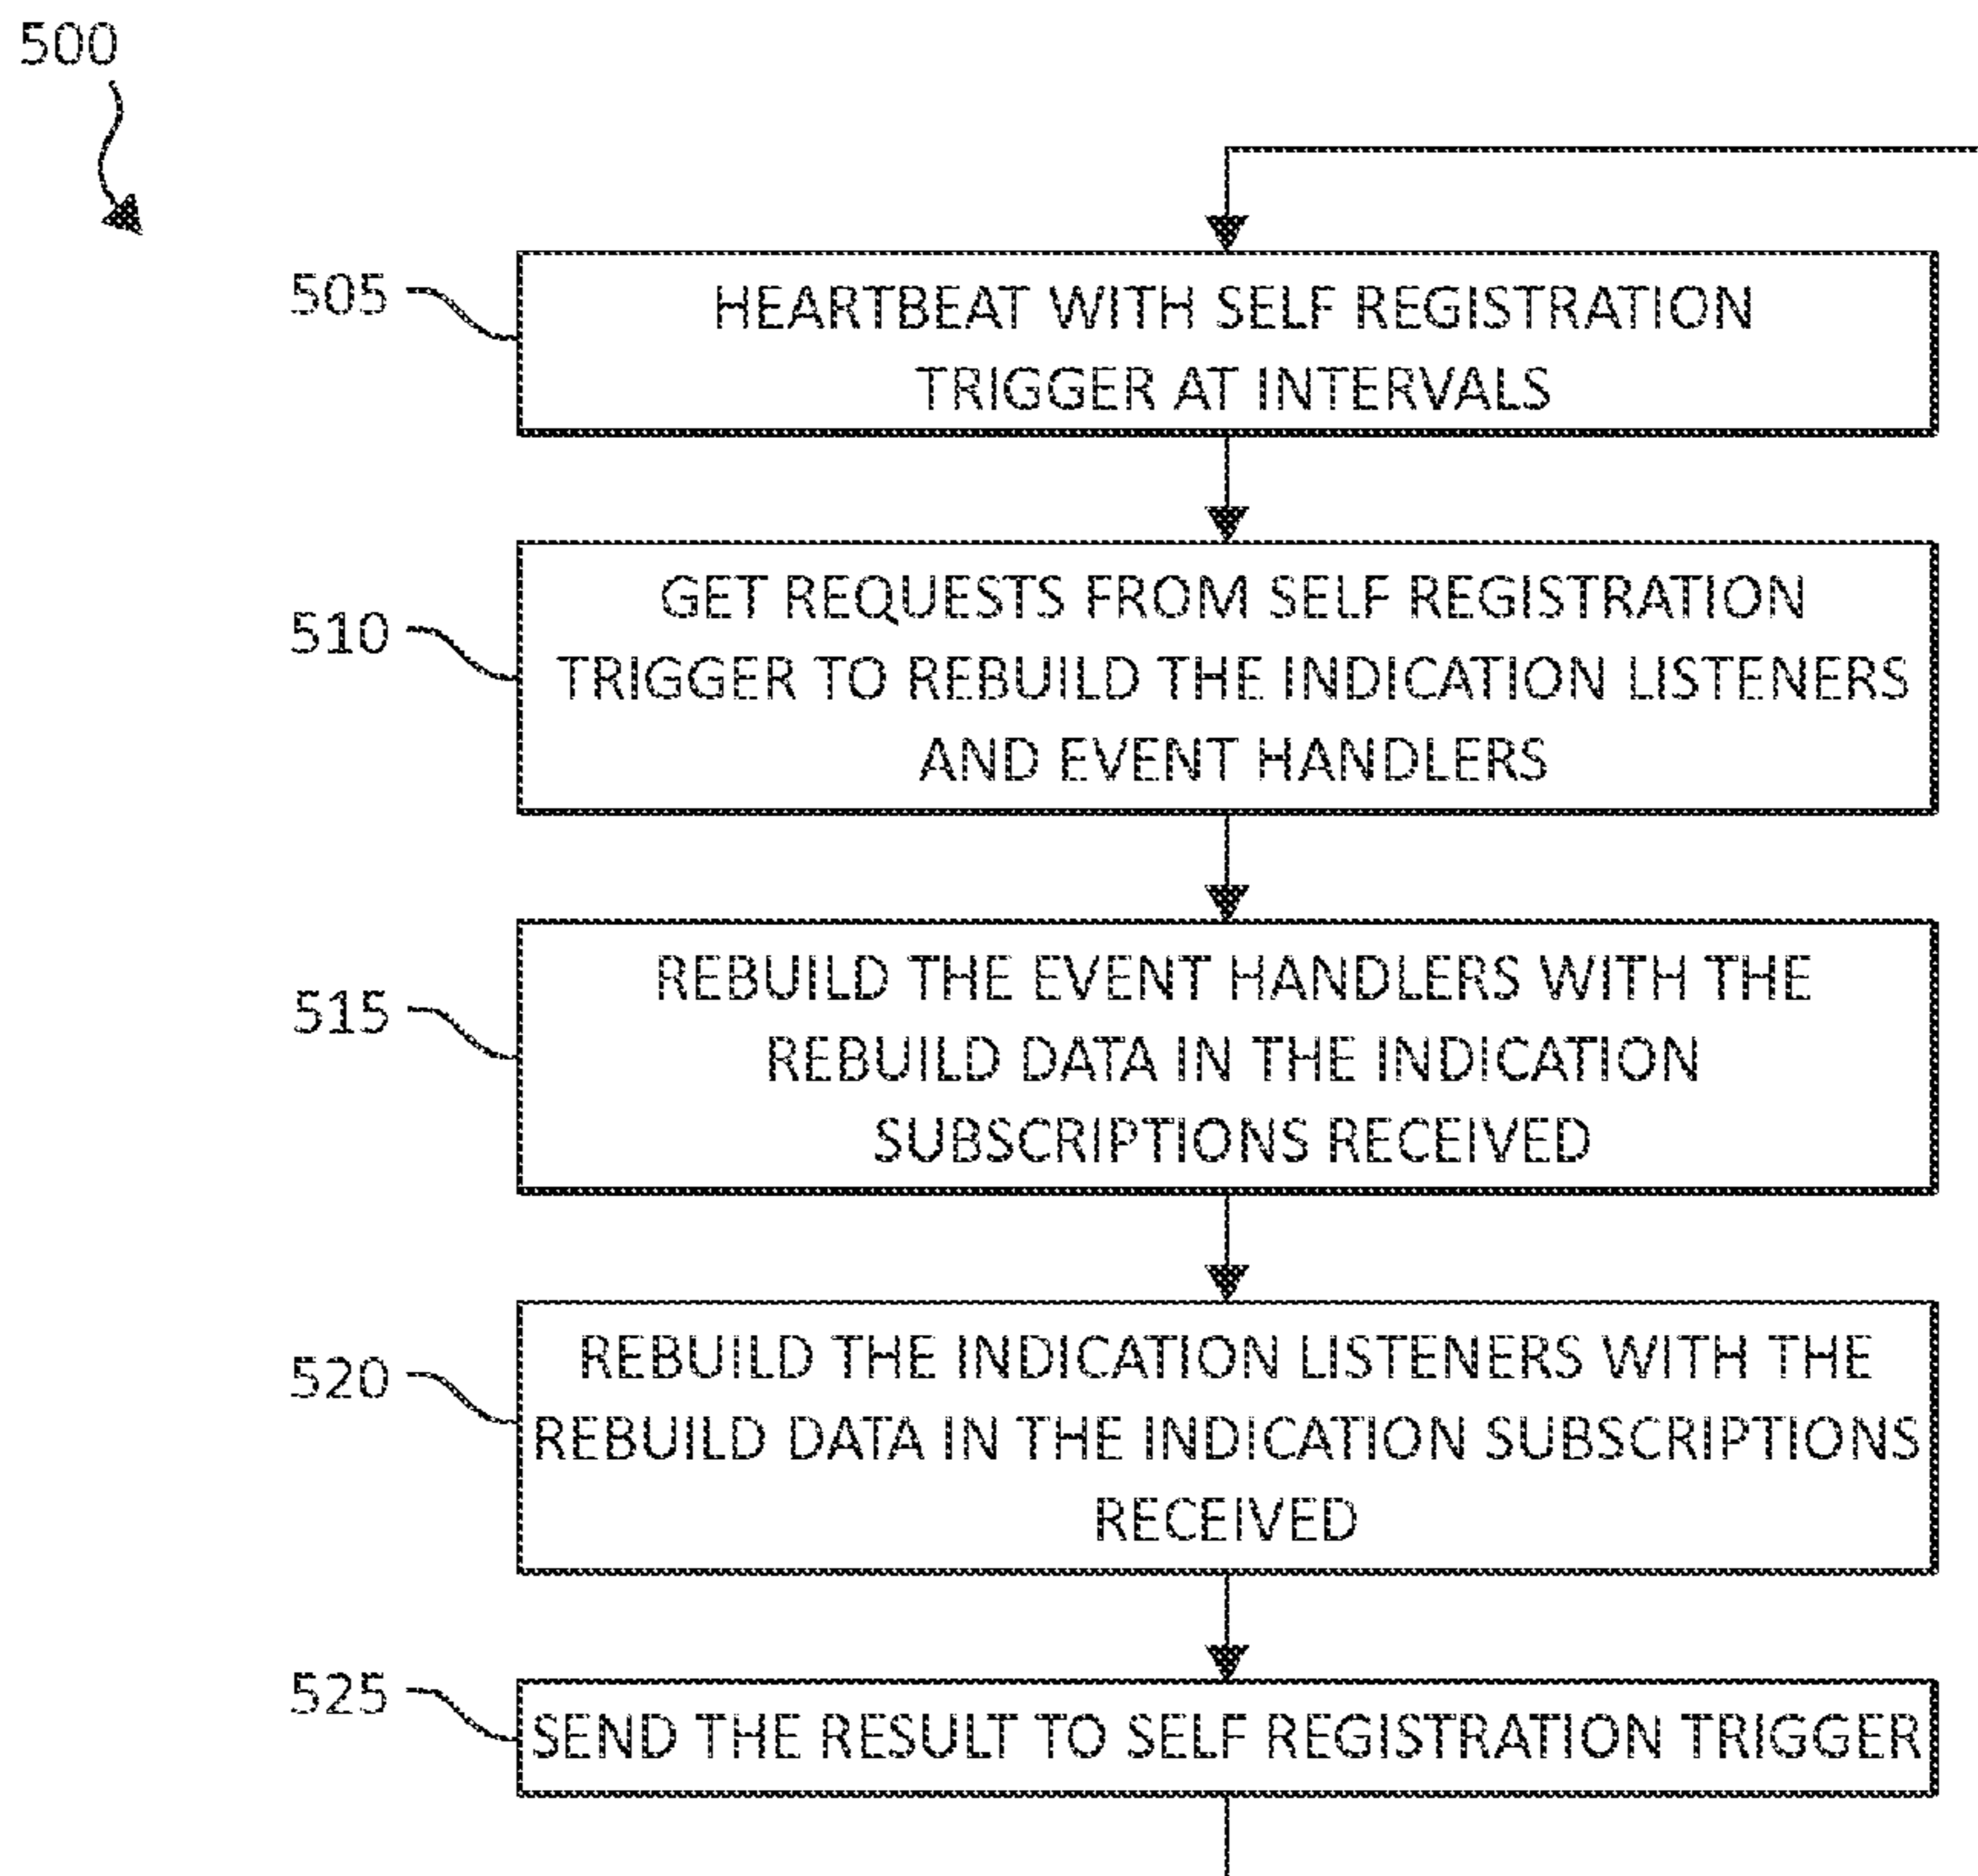 500
505
HEARTBEAT WITH SELF REGISTRATION
TRIGGER AT INTERVALS
510
GET REQUESTS FROM SELF REGISTRATION
TRIGGER TO REBUILD THE INDICATION LISTENERS
AND EVENT HANDLERS
515
REBUILD THE EVENT HANDLERS WITH THE
REBUILD DATA IN THE INDICATION
SUBSCRIPTIONS RECEIVED
520
REBUILD THE INDICATION LISTENERS WITH THE
REBUILD DATA IN THE INDICATION SUBSCRIPTIONS
RECEIVED
525
SEND THE RESULT TO SELF REGISTRATION TRIGGER